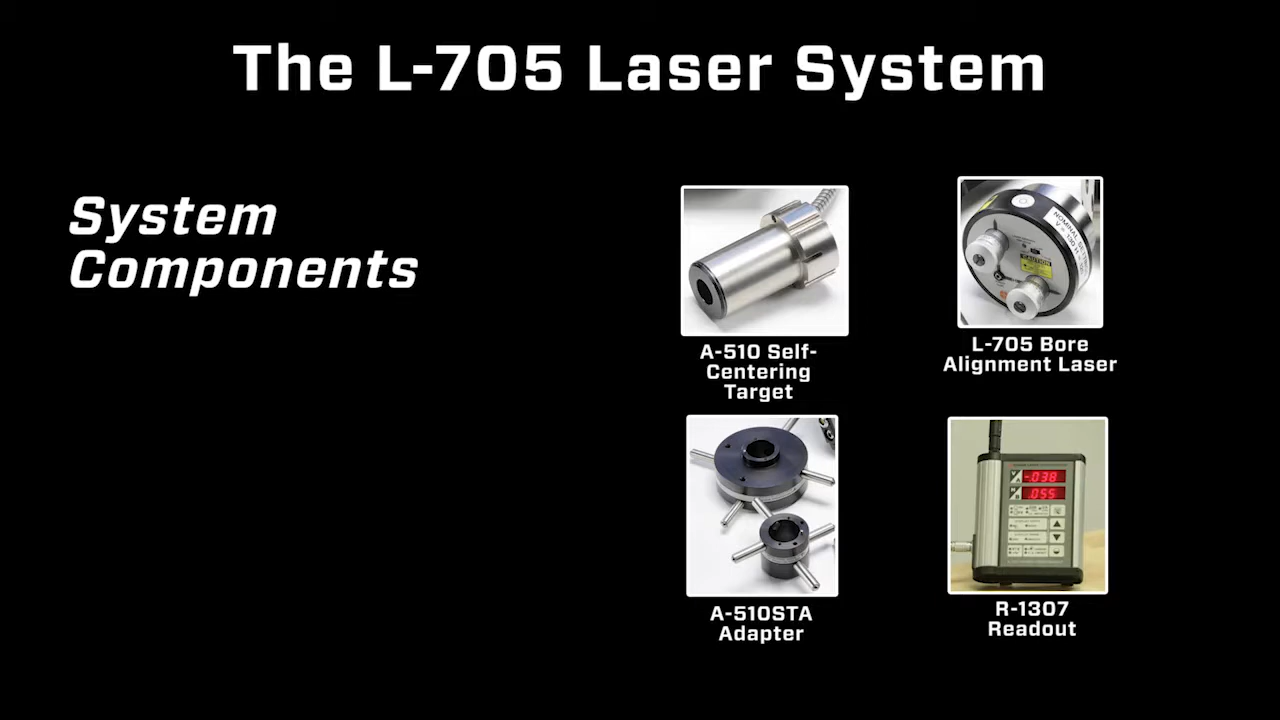 The L-705 Laser System
System
Components
A-510 Self-
Centering
Target
L-705 Bore
Alignment Laser
NOMINAL
CAUTION
A-510STA
Adapter
-.038
.055
R-1307
Readout